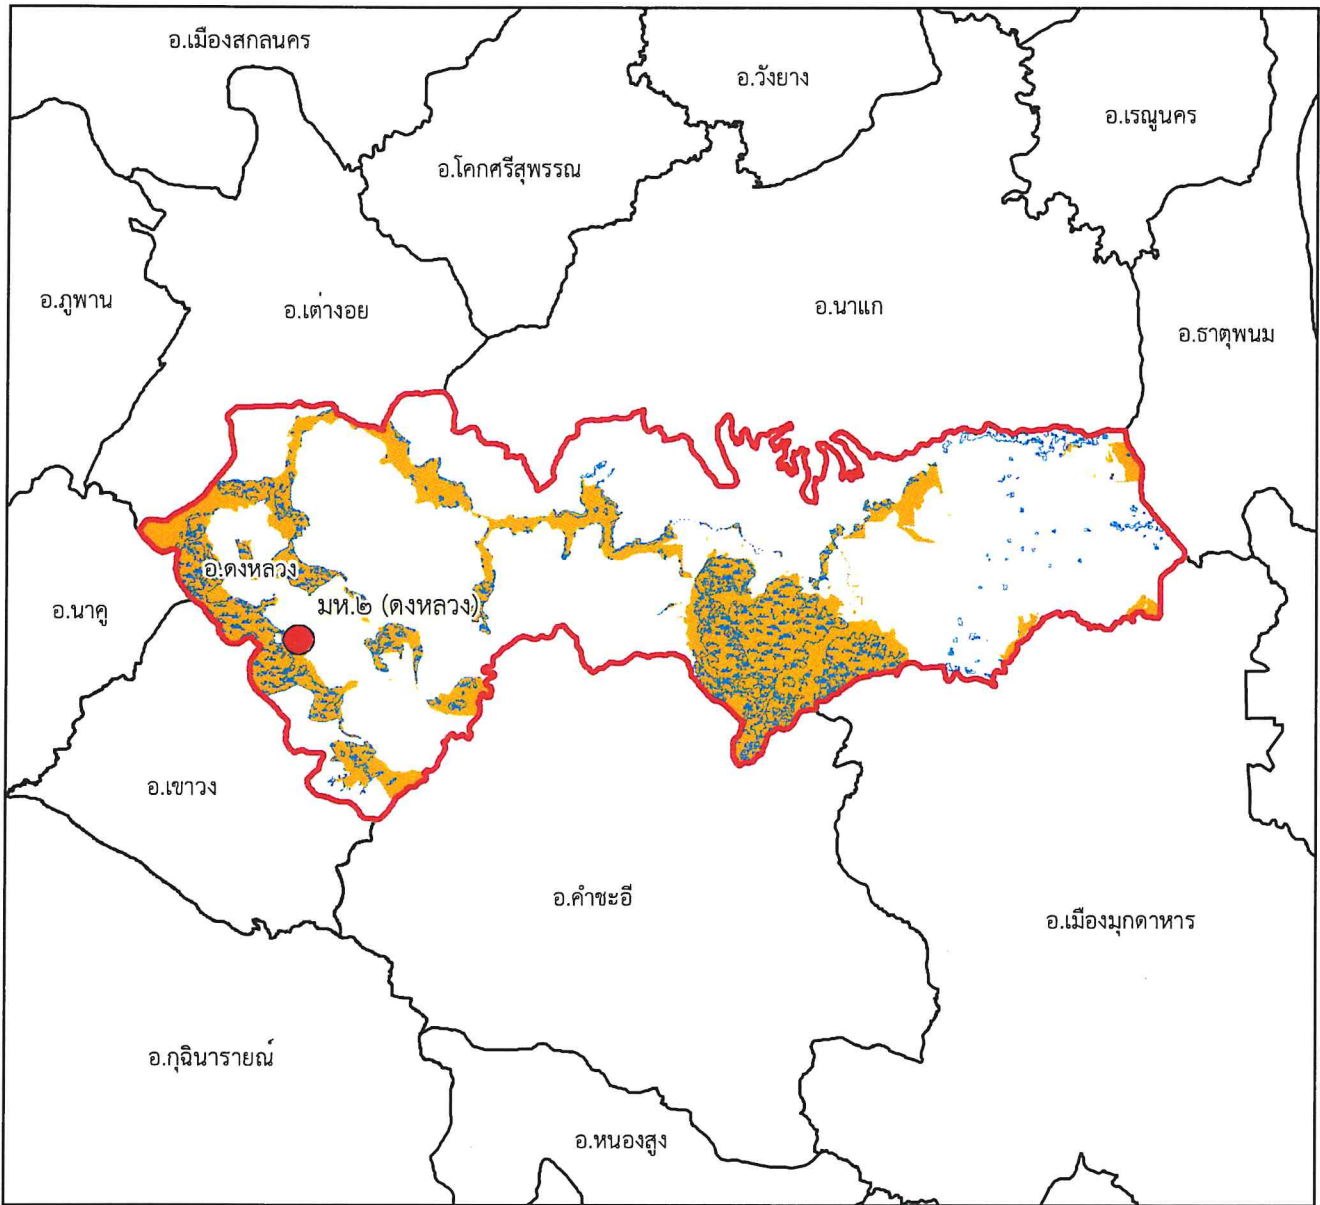 อ.เมืองสกลนคร
อ.วังยาง
อ.เรณูนคร
อ.โคกศรีสุพรรณ
อ.ภูพาน
อ.เต่างอย
อ.นาแก
อ.ธาตุพนม
อ.ดงหลวง
อ.นาคู
มห.๒ (ดงหลวง)
อ.เขาวง
อ.คำชะอี
อ.เมืองมุกดาหาร
อ.กุฉินารายณ์
อ.หนองสูง